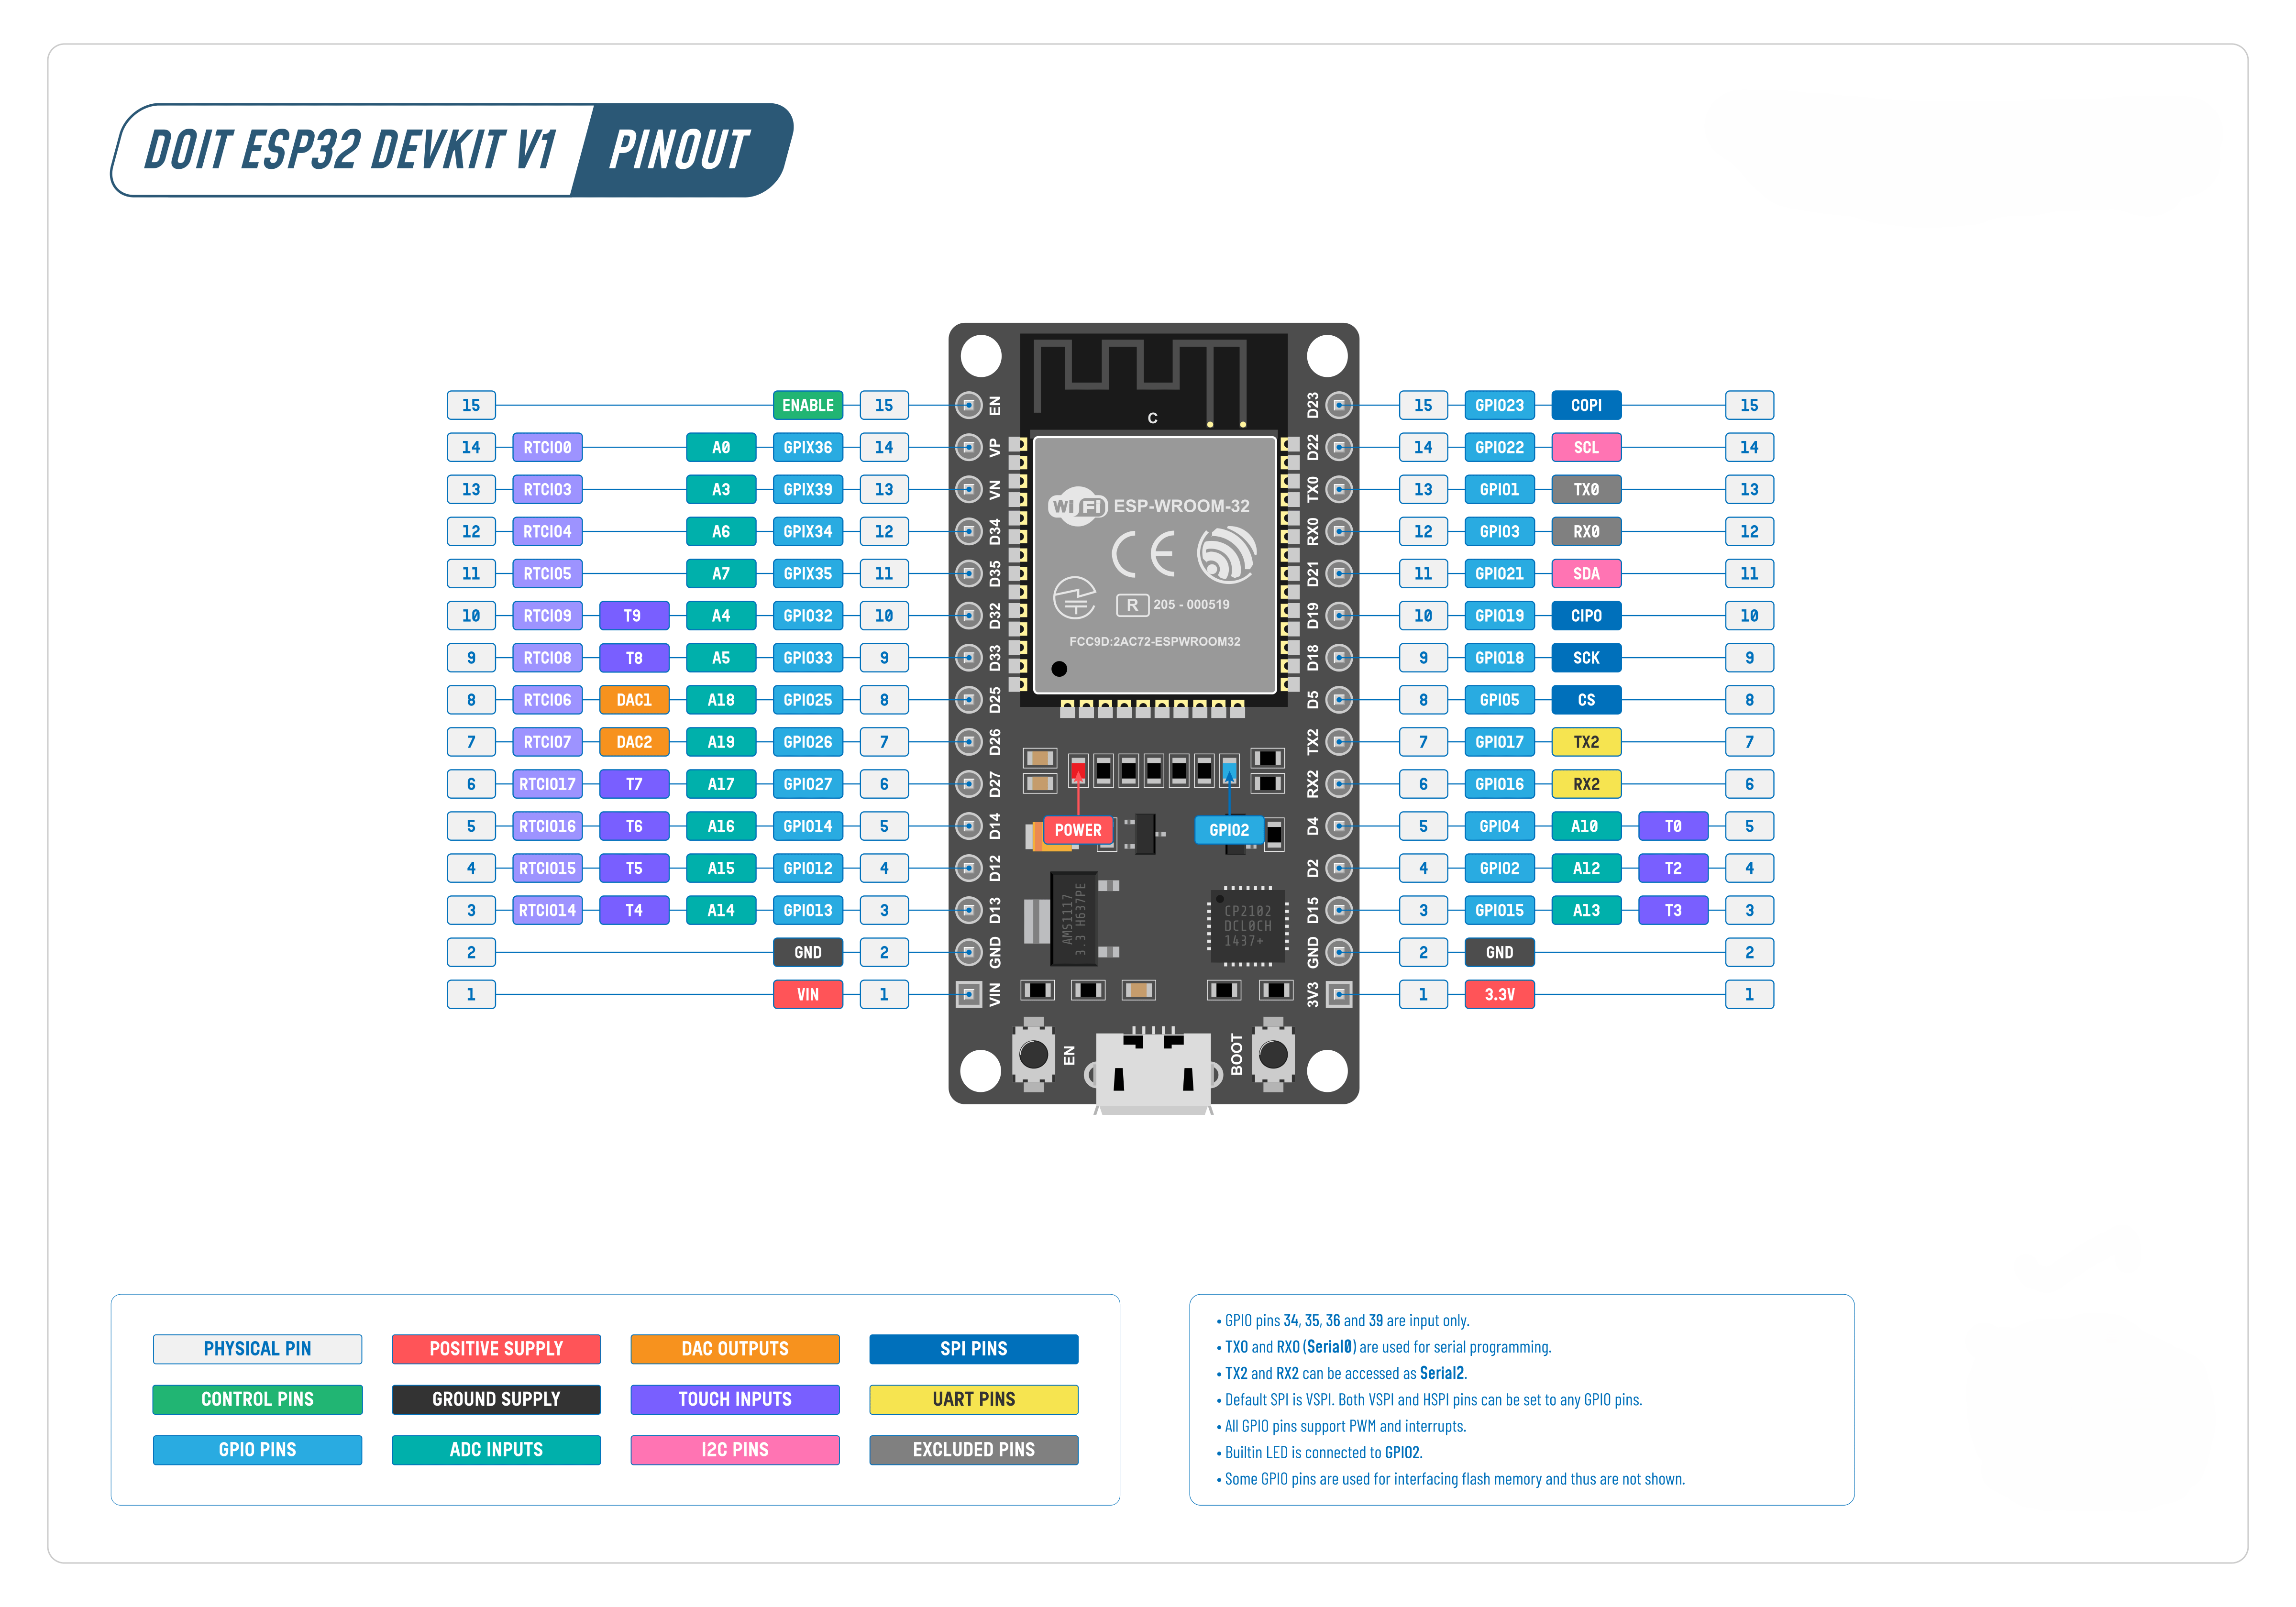 DOIT ESP32 DEVKIT V1 PINOUT
C
15 ENABLE 15 EN D23 15 GPIO23 COPI 15
14 RTCIO0 A0 GPIX36 14 VP D22 14 GPIO22 SCL 14
13 RTCIO3 A3 GPIX39 13 VN TX0 13 GPIO1 TX0 13
12 RTCIO4 A6 GPIX34 12 D34 RX0 12 GPIO3 RX0 12
11 RTCIO5 A7 GPIX35 11 D35 D21 11 GPIO21 SDA 11
10 RTCIO9 T9 A4 GPIO32 10 D32 D19 10 GPIO19 CIPO 10
9 RTCIO8 T8 A5 GPIO33 9 D33 D18 9 GPIO18 SCK 9
8 RTCIO6 DAC1 A18 GPIO25 8 D25 D5 8 GPIO5 CS 8
7 RTCIO7 DAC2 A19 GPIO26 7 D26 TX2 7 GPIO17 TX2 7
6 RTCIO17 T7 A17 GPIO27 6 D27 RX2 6 GPIO16 RX2 6
5 RTCIO16 T6 A16 GPIO14 5 D14 D4 5 GPIO4 A10 T0 5
4 RTCIO15 T5 A15 GPIO12 4 D12 D2 4 GPIO2 A12 T2 4
3 RTCIO14 T4 A14 GPIO13 3 D13 D15 3 GPIO15 A13 T3 3
2 GND 2 GND GND 2 GND 2
1 VIN 1 VIN 3V3 1 3.3V 1
WiFi ESP-WROOM-32
CE
R 205 - 000519
FCC9D:2AC72-ESPWROOM32
POWER GPIO2
AMS1117
3.3 H637PE
CP2102
DCL0CH
1437+
EN BOOT
PHYSICAL PIN POSITIVE SUPPLY DAC OUTPUTS SPI PINS
CONTROL PINS GROUND SUPPLY TOUCH INPUTS UART PINS
GPIO PINS ADC INPUTS I2C PINS EXCLUDED PINS
• GPIO pins 34, 35, 36 and 39 are input only.
• TX0 and RX0 (Serial0) are used for serial programming.
• TX2 and RX2 can be accessed as Serial2.
• Default SPI is VSPI. Both VSPI and HSPI pins can be set to any GPIO pins.
• All GPIO pins support PWM and interrupts.
• Builtin LED is connected to GPIO2.
• Some GPIO pins are used for interfacing flash memory and thus are not shown.